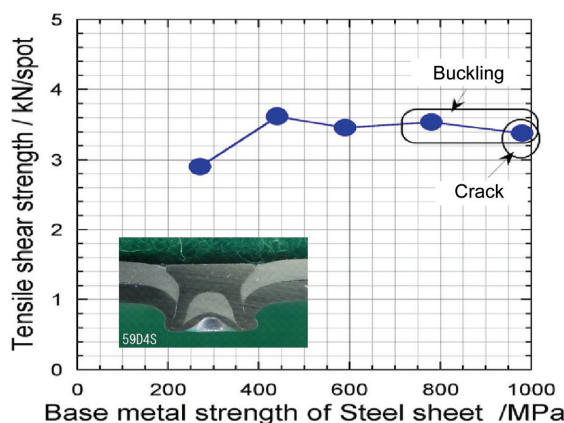 5
4
3
2
1
0
Tensile shear strength / kN/spot
Buckling
Crack
59D4S
0
200
400
600
800
1000
Base metal strength of Steel sheet /MPa